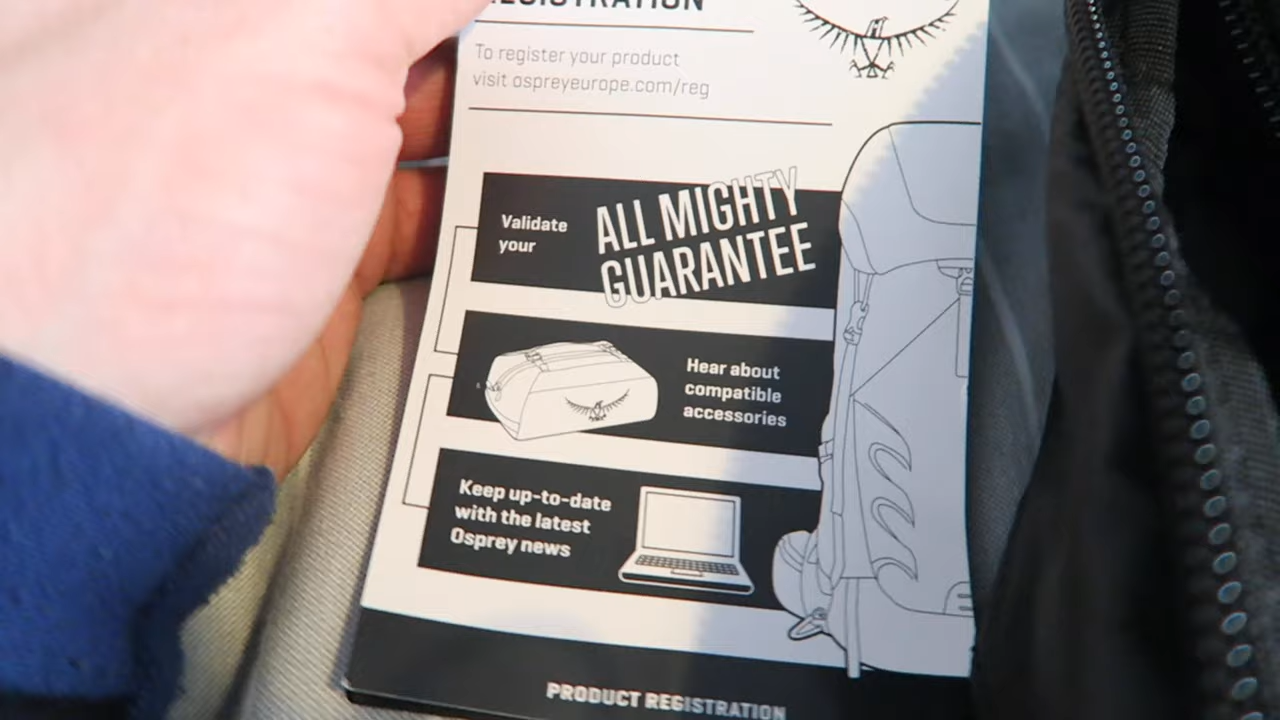 REGISTRATION
To register your product
visit ospreyeurope.com/reg
Validate
your
ALL MIGHTY
GUARANTEE
Hear about
compatible
accessories
Keep up-to-date
with the latest
Osprey news
PRODUCT REGISTRATION